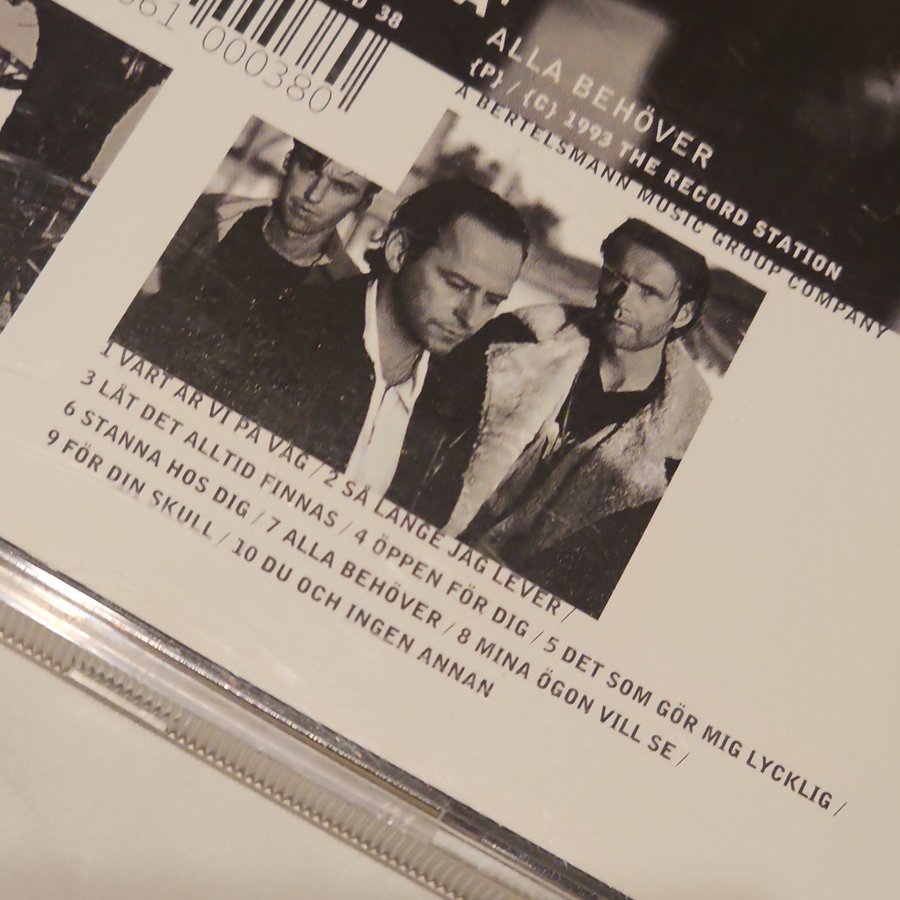 D 38
061 000380
ALLA BEHÖVER
{P} / {C} 1993 THE RECORD STATION
A BERTELSMANN MUSIC GROUP COMPANY
1 VART ÄR VI PÅ VÄG / 2 SÅ LÄNGE JAG LEVER /
3 LÅT DET ALLTID FINNAS / 4 ÖPPEN FÖR DIG / 5 DET SOM GÖR MIG LYCKLIG /
6 STANNA HOS DIG / 7 ALLA BEHÖVER / 8 MINA ÖGON VILL SE /
9 FÖR DIN SKULL / 10 DU OCH INGEN ANNAN